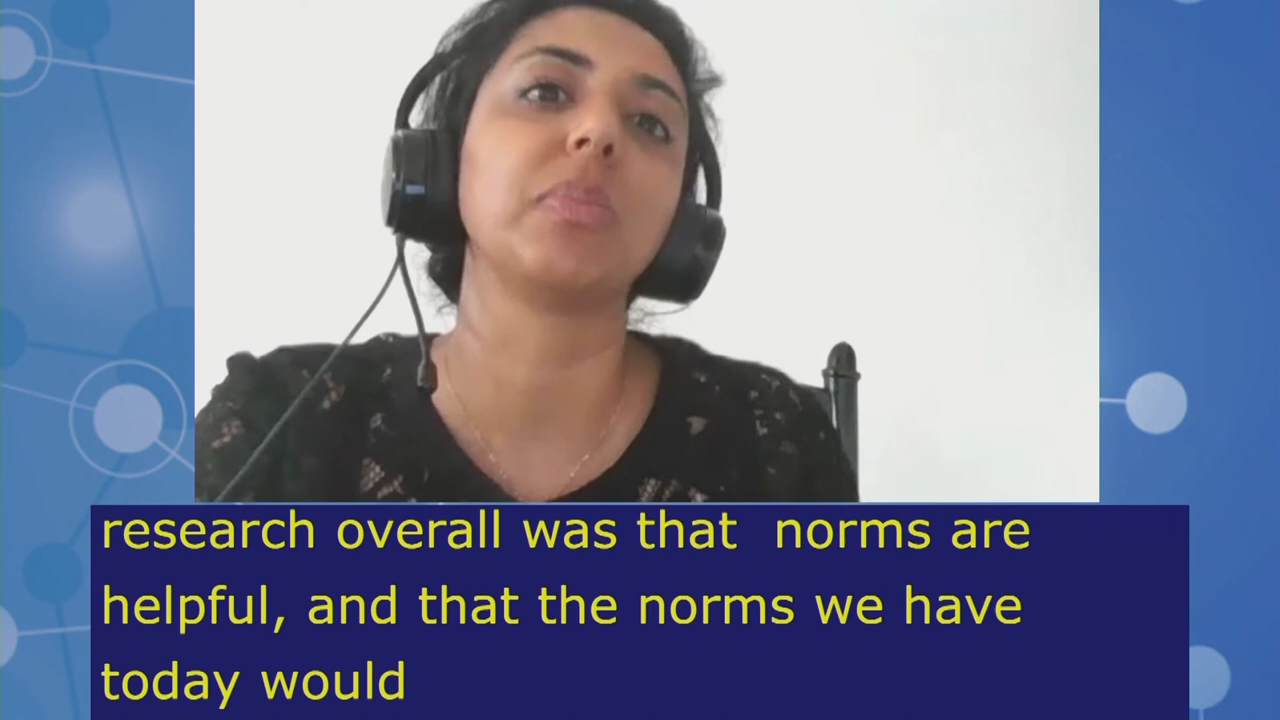 research overall was that  norms are
helpful, and that the norms we have
today would